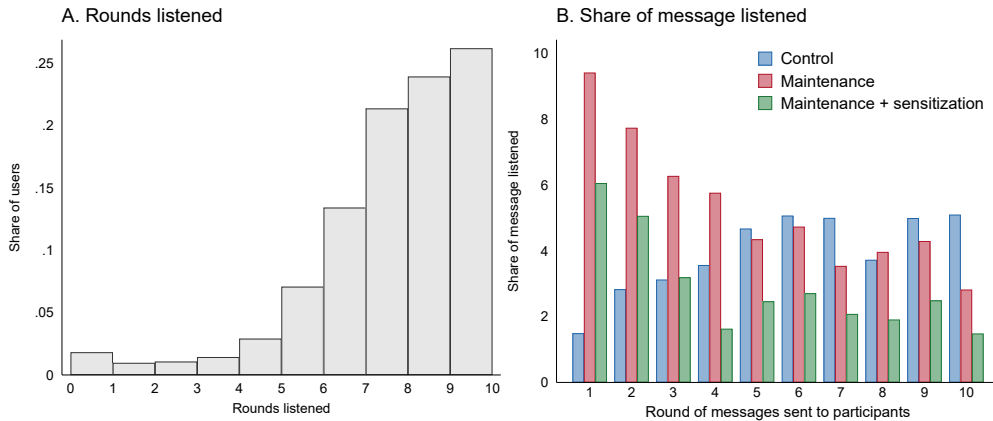 A. Rounds listened
.25
.2
.15
.1
.05
0
Share of users
0 1 2 3 4 5 6 7 8 9 10
Rounds listened
B. Share of message listened
10
8
6
4
2
0
Share of message listened
Control
Maintenance
Maintenance + sensitization
1 2 3 4 5 6 7 8 9 10
Round of messages sent to participants